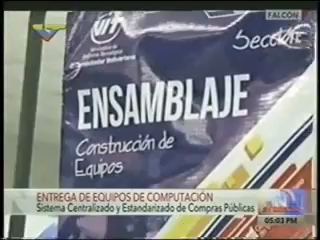 FALCÓN
VIT
Sección
ENSAMBLAJE
Construcción de
Equipos
ENTREGA DE EQUIPOS DE COMPUTACIÓN
Sistema Centralizado y Estandarizado de Compras Públicas
05:03 PM